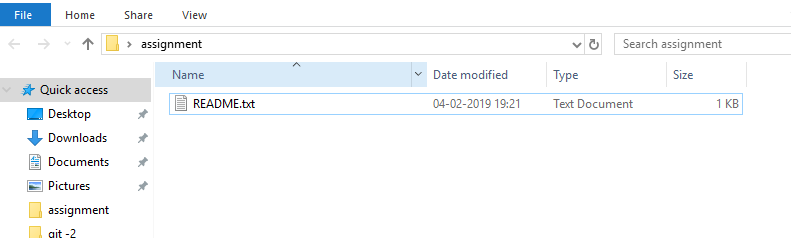 File Home Share View
assignment Search assignment
Name Date modified Type Size
Quick access
README.txt 04-02-2019 19:21 Text Document 1 KB
Desktop
Downloads
Documents
Pictures
assignment
git -2